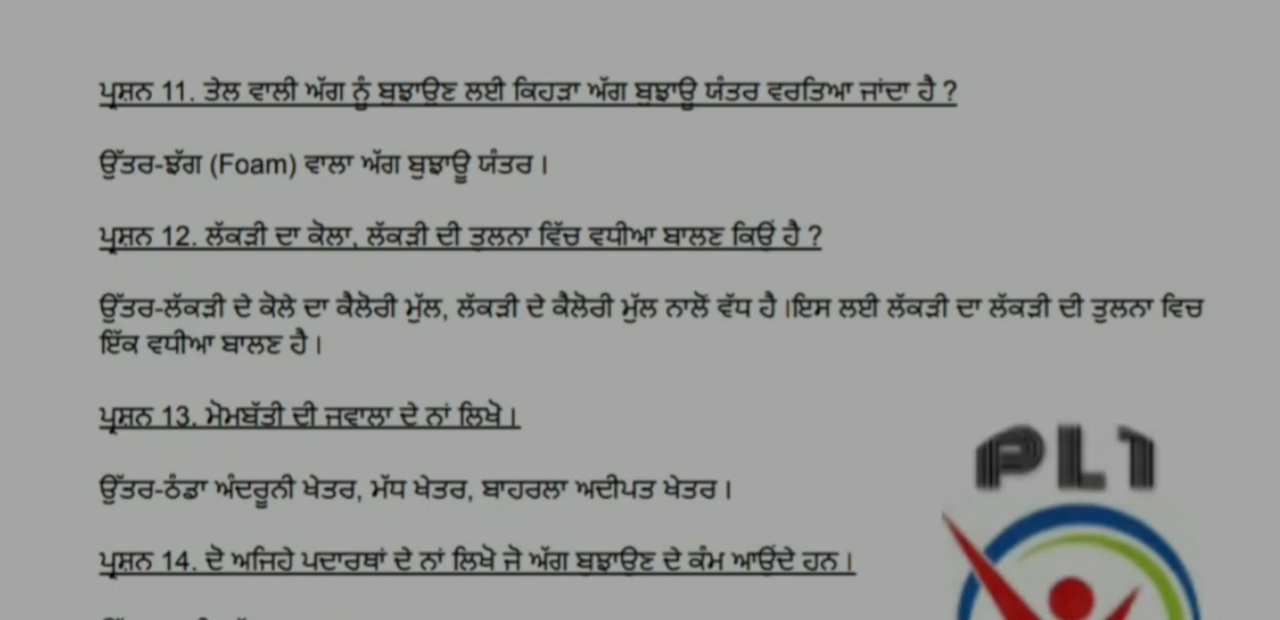 ਪ੍ਰਸ਼ਨ 11. ਤੇਲ ਵਾਲੀ ਅੱਗ ਨੂੰ ਬੁਝਾਉਣ ਲਈ ਕਿਹੜਾ ਅੱਗ ਬੁਝਾਊ ਯੰਤਰ ਵਰਤਿਆ ਜਾਂਦਾ ਹੈ ?
ਉੱਤਰ-ਝੱਗ (Foam) ਵਾਲਾ ਅੱਗ ਬੁਝਾਊ ਯੰਤਰ ।
ਪ੍ਰਸ਼ਨ 12. ਲੱਕੜੀ ਦਾ ਕੋਲਾ, ਲੱਕੜੀ ਦੀ ਤੁਲਨਾ ਵਿੱਚ ਵਧੀਆ ਬਾਲਣ ਕਿਉਂ ਹੈ ?
ਉੱਤਰ-ਲੱਕੜੀ ਦੇ ਕੋਲੇ ਦਾ ਕੈਲੋਰੀ ਮੁੱਲ, ਲੱਕੜੀ ਦੇ ਕੈਲੋਰੀ ਮੁੱਲ ਨਾਲੋਂ ਵੱਧ ਹੈ ।ਇਸ ਲਈ ਲੱਕੜੀ ਦਾ ਲੱਕੜੀ ਦੀ ਤੁਲਨਾ ਵਿਚ
ਇੱਕ ਵਧੀਆ ਬਾਲਣ ਹੈ ।
ਪ੍ਰਸ਼ਨ 13. ਮੋਮਬੱਤੀ ਦੀ ਜਵਾਲਾ ਦੇ ਨਾਂ ਲਿਖੋ ।
ਉੱਤਰ-ਠੰਡਾ ਅੰਦਰੂਨੀ ਖੇਤਰ, ਮੱਧ ਖੇਤਰ, ਬਾਹਰਲਾ ਅਦੀਪਤ ਖੇਤਰ ।
ਪ੍ਰਸ਼ਨ 14. ਦੋ ਅਜਿਹੇ ਪਦਾਰਥਾਂ ਦੇ ਨਾਂ ਲਿਖੋ ਜੋ ਅੱਗ ਬੁਝਾਉਣ ਦੇ ਕੰਮ ਆਉਂਦੇ ਹਨ ।